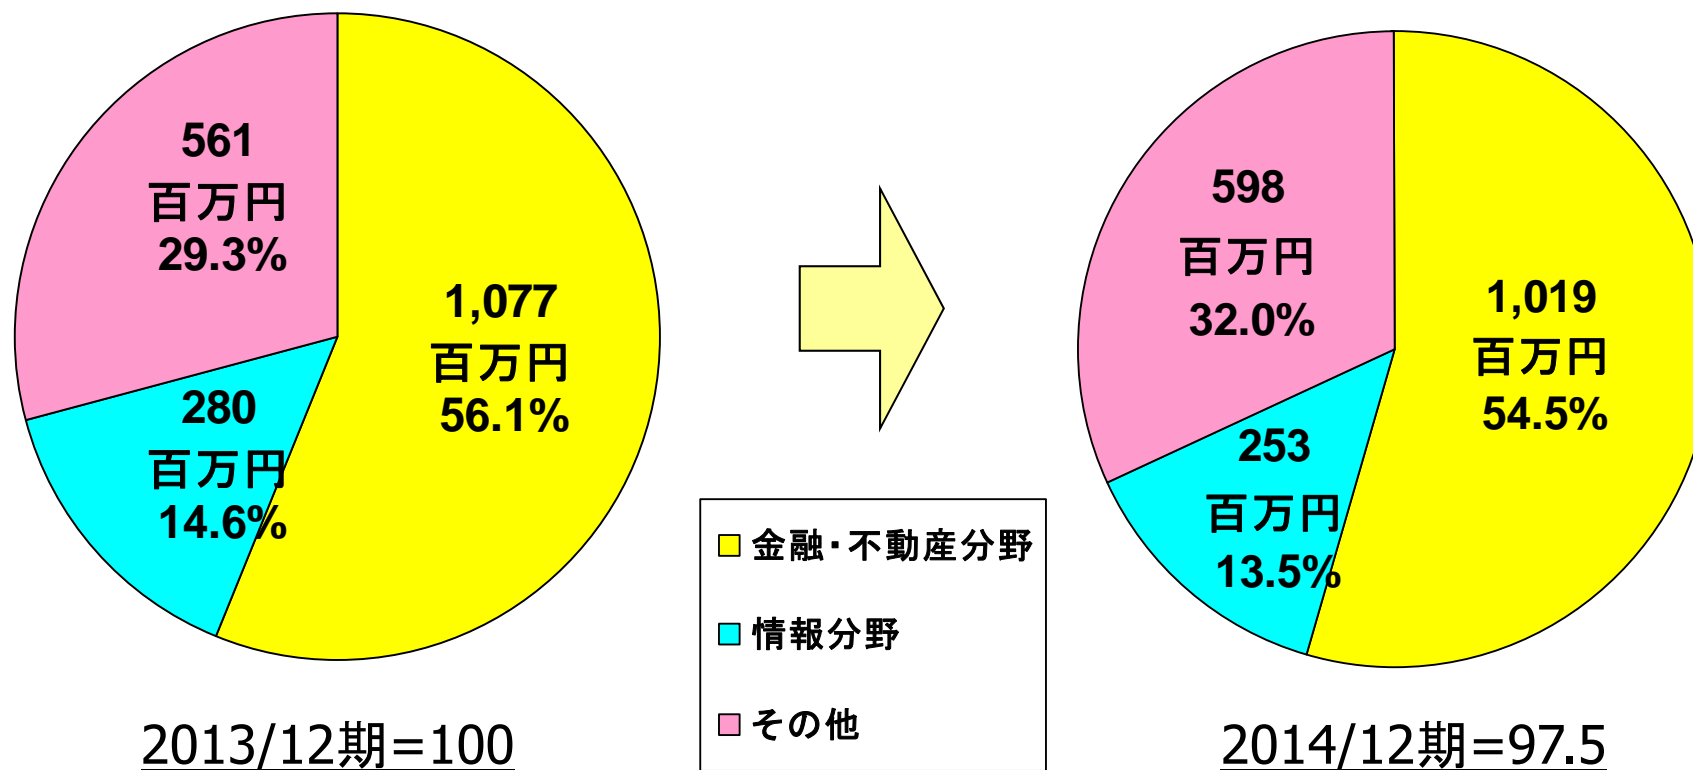 561
百万円
29.3%
1,077
百万円
56.1%
280
百万円
14.6%
2013/12期=100
金融・不動産分野
情報分野
その他
598
百万円
32.0%
1,019
百万円
54.5%
253
百万円
13.5%
2014/12期=97.5